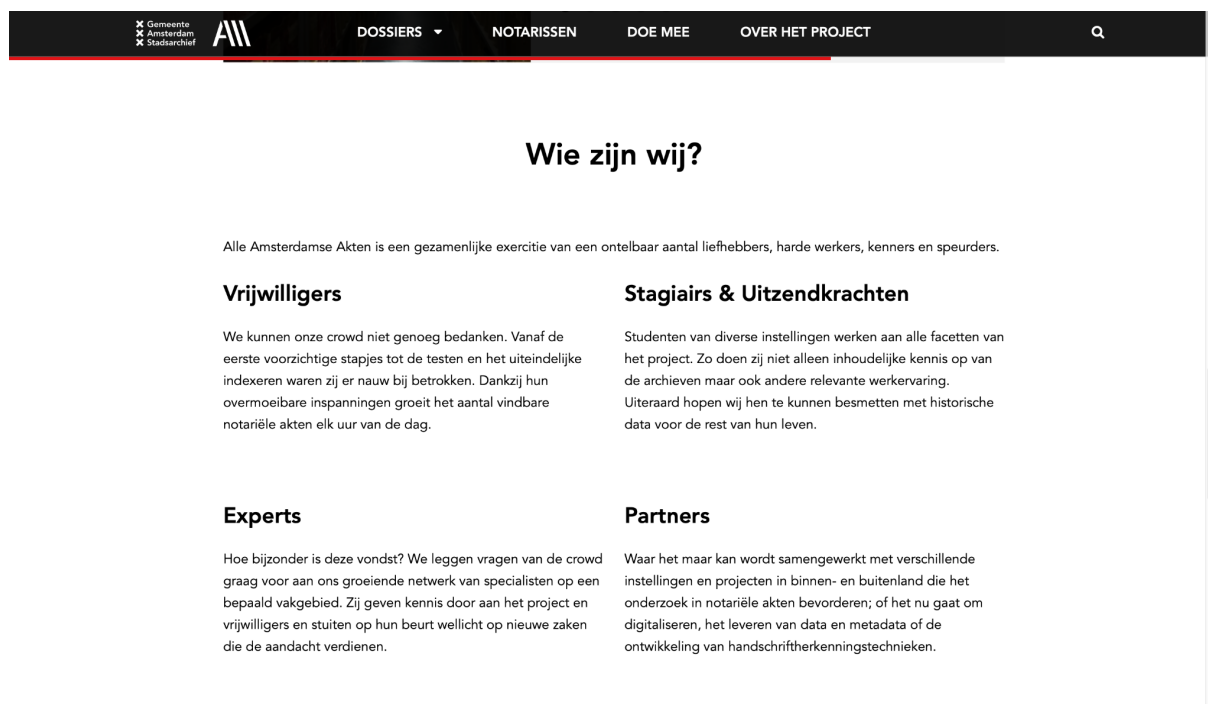 Gemeente
Amsterdam
Stadsarchief
DOSSIERS
NOTARISSEN
DOE MEE
OVER HET PROJECT
Wie zijn wij?
Alle Amsterdamse Akten is een gezamenlijke exercitie van een ontelbaar aantal liefhebbers, harde werkers, kenners en speurders.
Vrijwilligers
We kunnen onze crowd niet genoeg bedanken. Vanaf de
eerste voorzichtige stapjes tot de testen en het uiteindelijke
indexeren waren zij er nauw bij betrokken. Dankzij hun
overmoeibare inspanningen groeit het aantal vindbare
notariële akten elk uur van de dag.
Stagiairs & Uitzendkrachten
Studenten van diverse instellingen werken aan alle facetten van
het project. Zo doen zij niet alleen inhoudelijke kennis op van
de archieven maar ook andere relevante werkervaring.
Uiteraard hopen wij hen te kunnen besmetten met historische
data voor de rest van hun leven.
Experts
Hoe bijzonder is deze vondst? We leggen vragen van de crowd
graag voor aan ons groeiende netwerk van specialisten op een
bepaald vakgebied. Zij geven kennis door aan het project en
vrijwilligers en stuiten op hun beurt wellicht op nieuwe zaken
die de aandacht verdienen.
Partners
Waar het maar kan wordt samengewerkt met verschillende
instellingen en projecten in binnen- en buitenland die het
onderzoek in notariële akten bevorderen; of het nu gaat om
digitaliseren, het leveren van data en metadata of de
ontwikkeling van handschriftherkenningstechnieken.